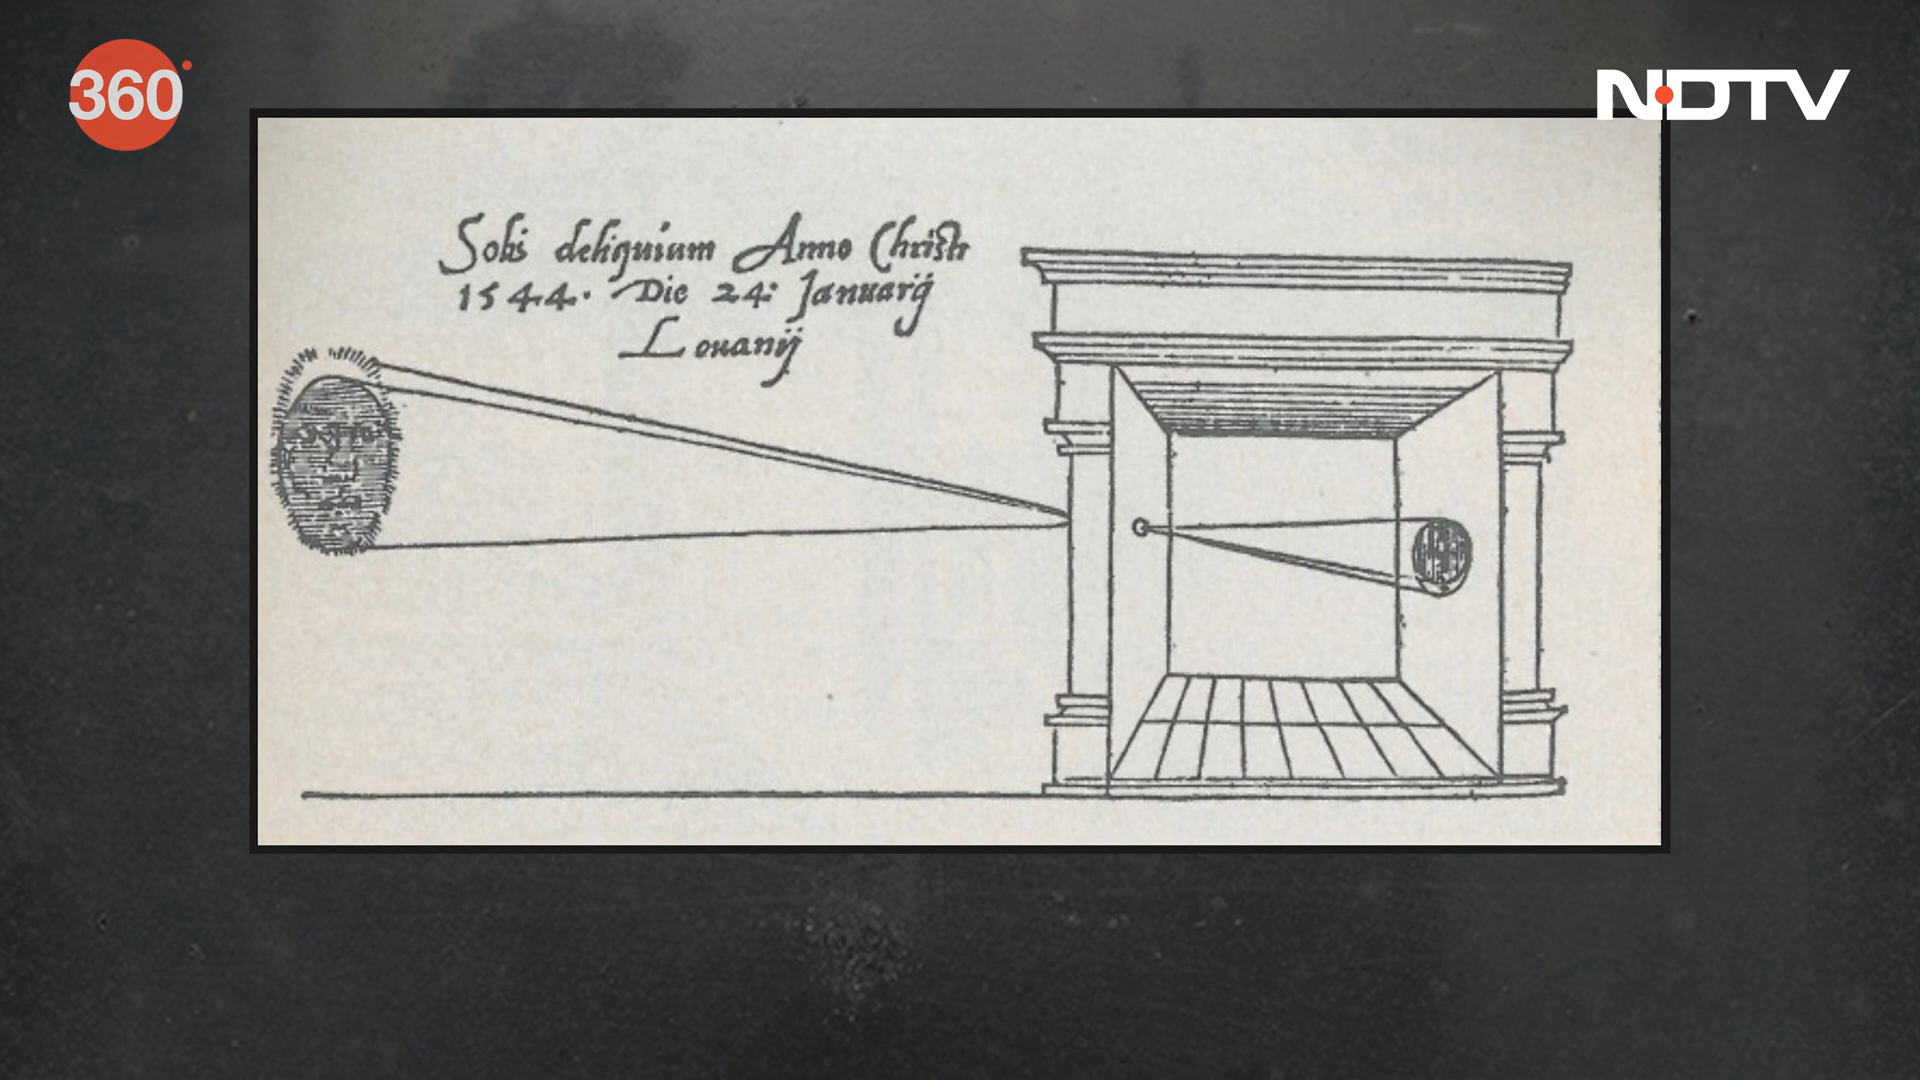 360
NDTV
Solis deliquium Anno Christi
1544. Die 24: Januarij
Louanij